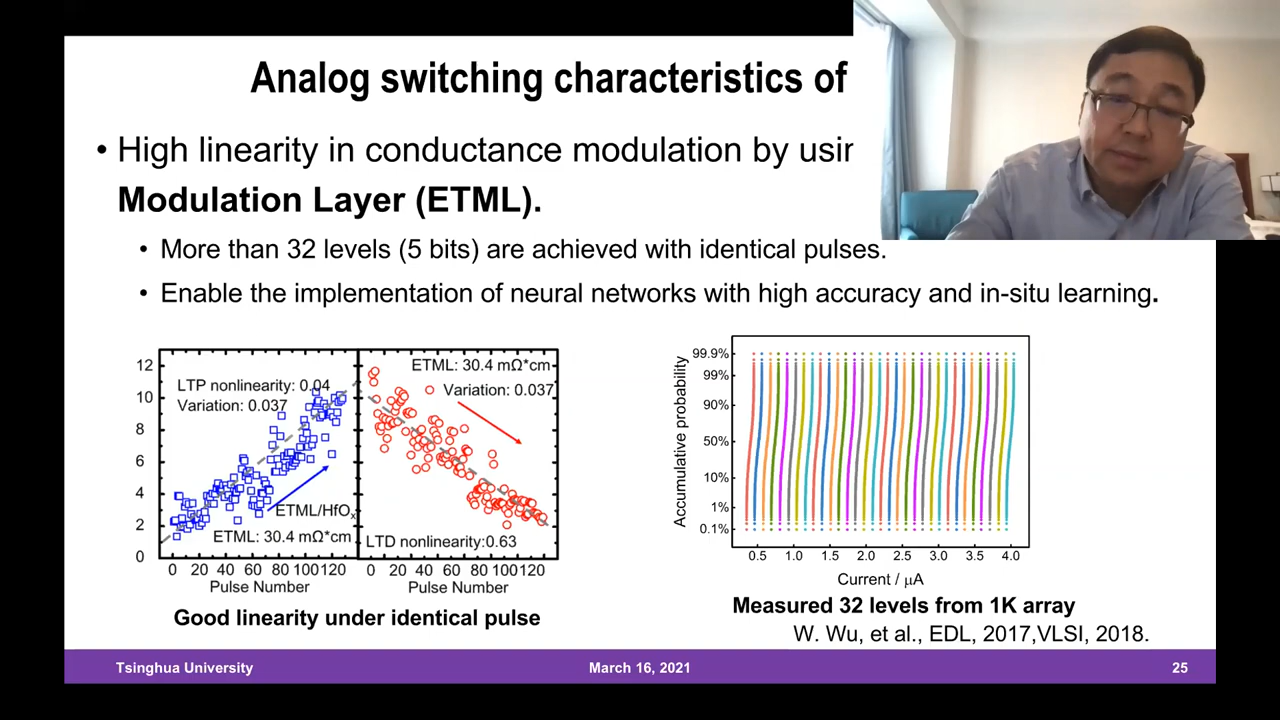 Analog switching characteristics of
• High linearity in conductance modulation by usin
Modulation Layer (ETML).
• More than 32 levels (5 bits) are achieved with identical pulses.
• Enable the implementation of neural networks with high accuracy and in-situ learning.
12
10
8
6
4
2
0
LTP nonlinearity: 0.04
Variation: 0.037
ETML/HfOx
ETML: 30.4 mΩ*cm
0 20 40 60 80 100 120
Pulse Number
ETML: 30.4 mΩ*cm
Variation: 0.037
LTD nonlinearity:0.63
0 20 40 60 80 100 120
Pulse Number
Good linearity under identical pulse
Accumulative probability
99.9%
99%
90%
50%
10%
1%
0.1%
0.5 1.0 1.5 2.0 2.5 3.0 3.5 4.0
Current / μA
Measured 32 levels from 1K array
W. Wu, et al., EDL, 2017,VLSI, 2018.
Tsinghua University March 16, 2021 25